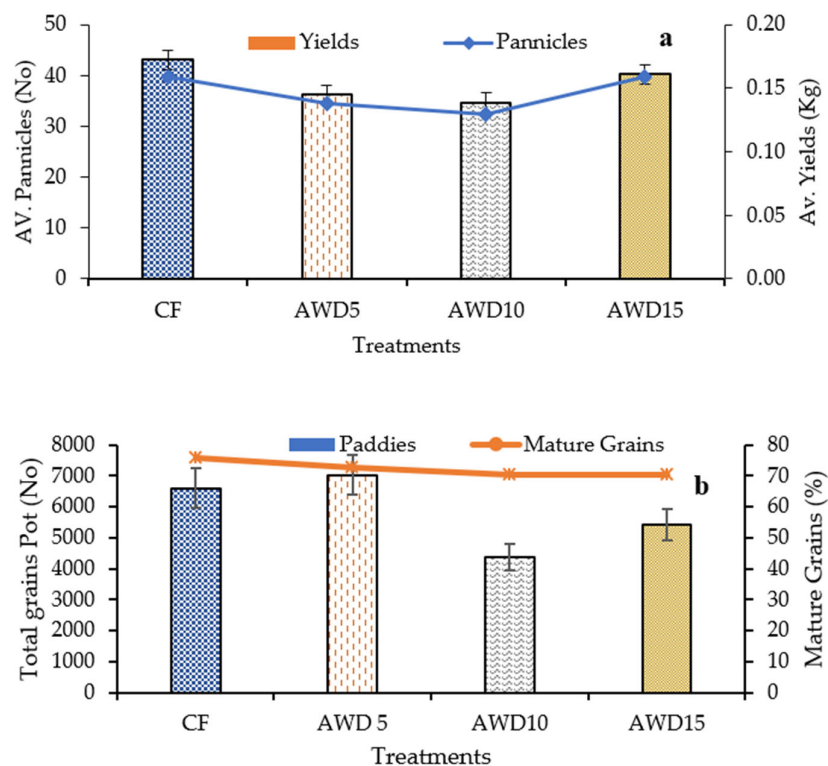 50
40
30
20
10
0
AV. Pannicles (No)
Yields
Pannicles
a
0.20
0.15
0.10
0.05
0.00
Av. Yields (Kg)
CF AWD5 AWD10 AWD15
Treatments
8000
7000
6000
5000
4000
3000
2000
1000
0
Total grains Pot (No)
Paddies
Mature Grains
b
80
70
60
50
40
30
20
10
0
Mature Grains (%)
CF AWD 5 AWD10 AWD15
Treatments